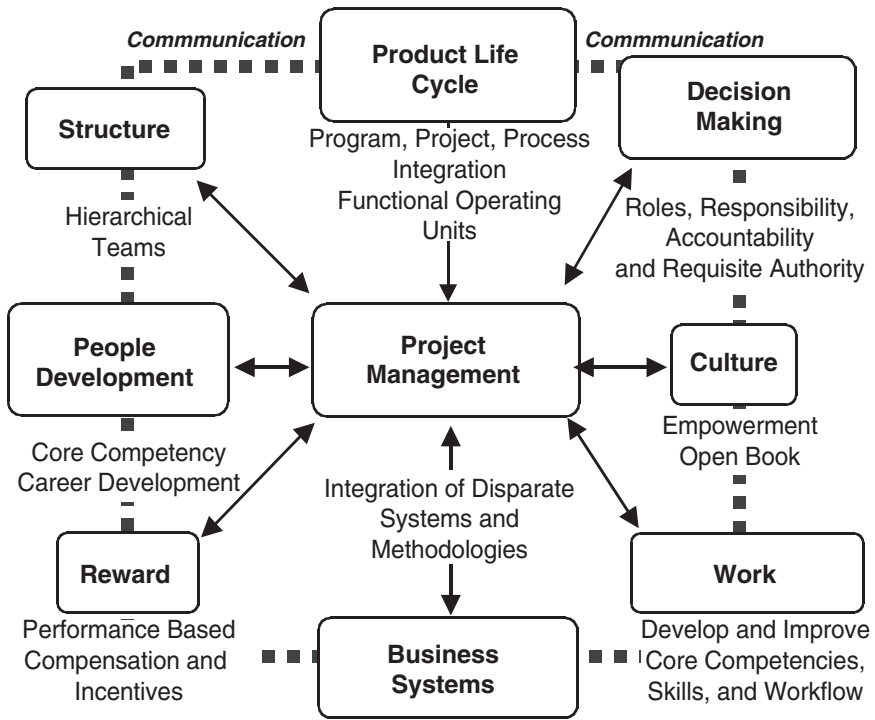 Commmunication
Commmunication
Product Life
Cycle
Structure
Decision
Making
Program, Project, Process
Integration
Functional Operating
Units
Hierarchical
Teams
Roles, Responsibility,
Accountability
and Requisite Authority
People
Development
Project
Management
Culture
Core Competency
Career Development
Empowerment
Open Book
Integration of Disparate
Systems and
Methodologies
Reward
Work
Performance Based
Compensation and
Incentives
Business
Systems
Develop and Improve
Core Competencies,
Skills, and Workflow